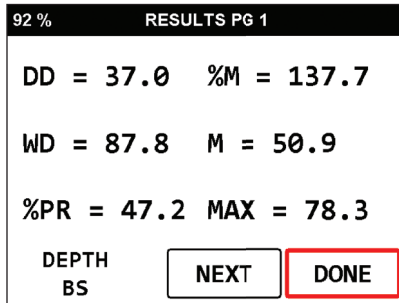 92 % RESULTS PG 1
DD = 37.0 %M = 137.7
WD = 87.8 M = 50.9
%PR = 47.2 MAX = 78.3
DEPTH
BS
NEXT
DONE